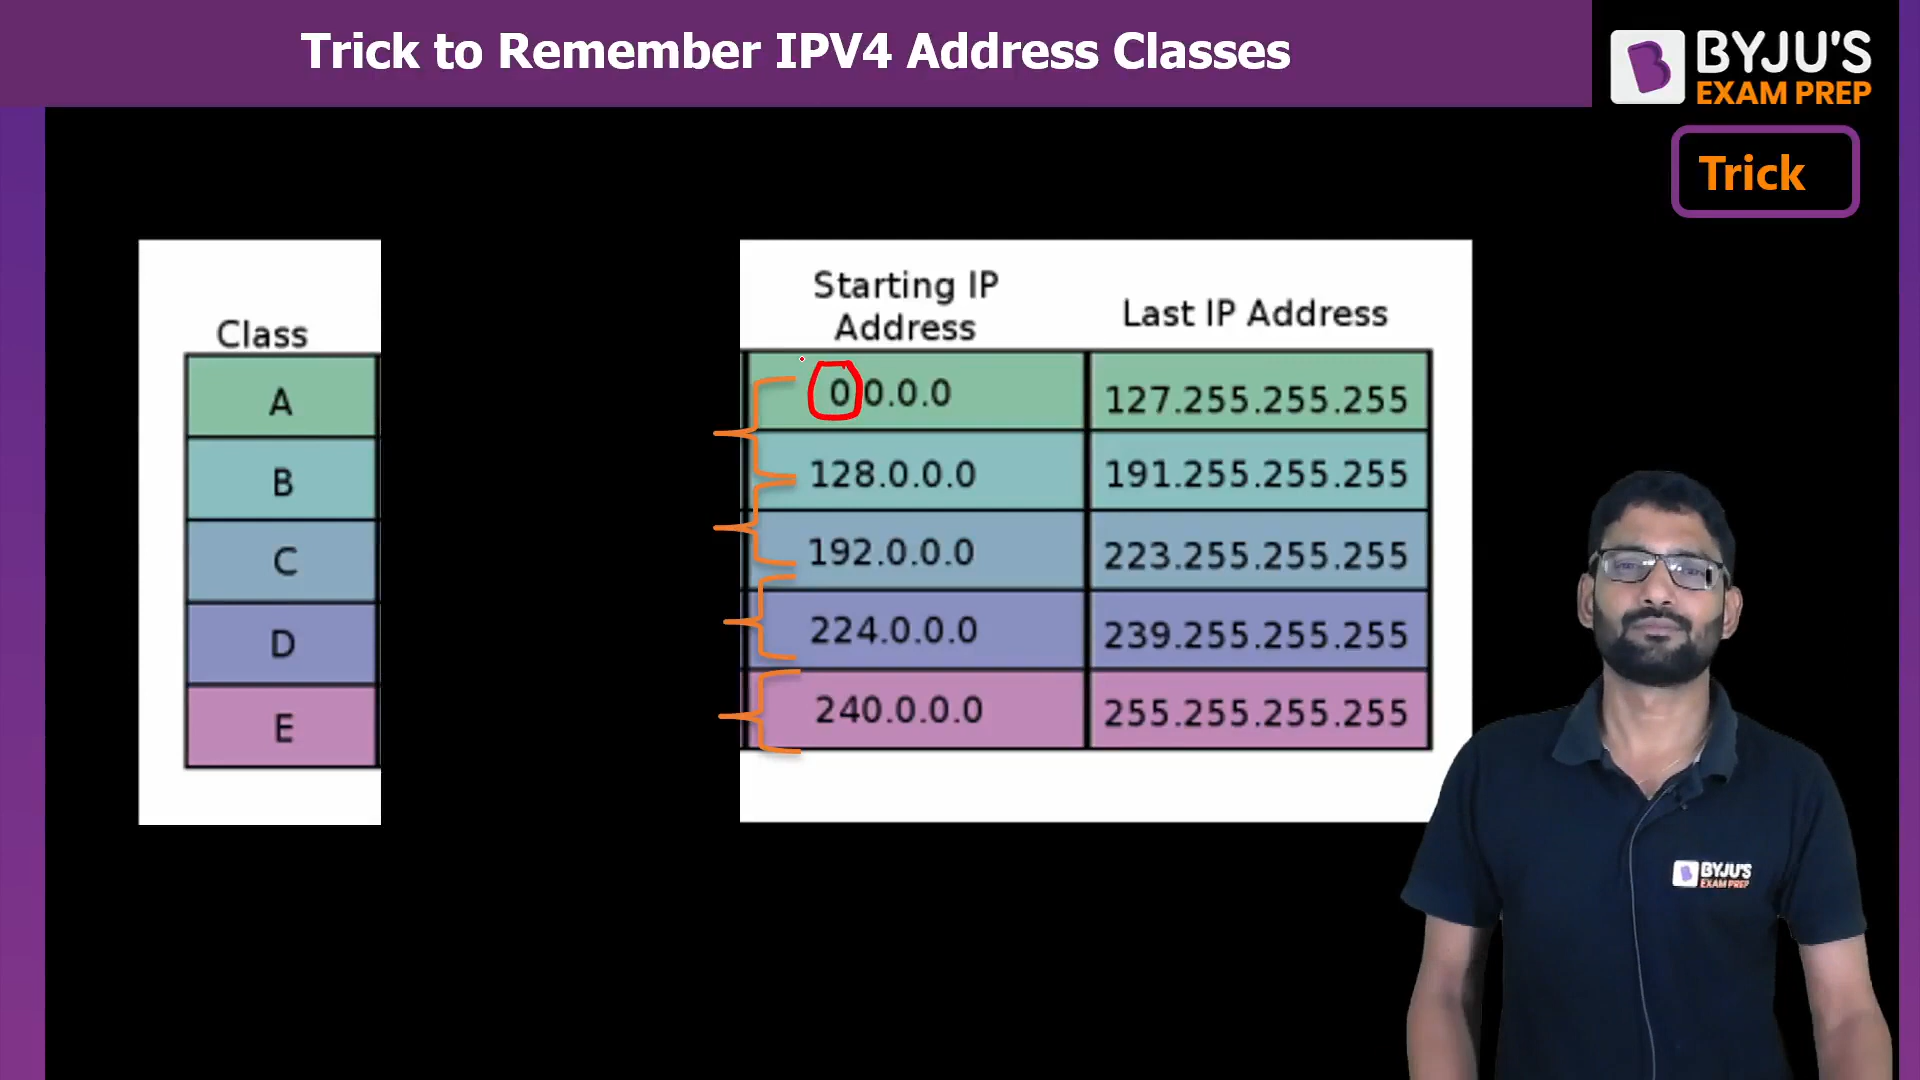 Trick to Remember IPV4 Address Classes
BYJU'S
EXAM PREP
Trick
Class
A
B
C
D
E
Starting IP
Address
Last IP Address
0.0.0.0
127.255.255.255
128.0.0.0
191.255.255.255
192.0.0.0
223.255.255.255
224.0.0.0
239.255.255.255
240.0.0.0
255.255.255.255
BYJU'S
EXAM PREP